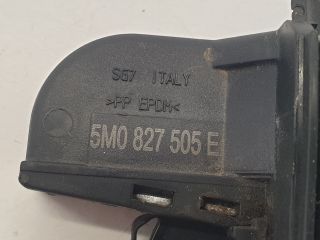 SG7 ITALY
>PP EPDM<
5M0 827 505 E